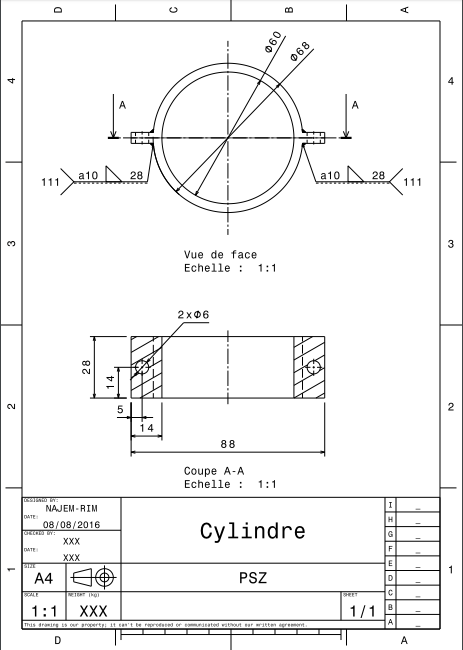 D C B A
4 4
Φ60
Φ68
A A
111 a10 28
a10 28 111
3 3
Vue de face
Echelle : 1:1
2xΦ6
28
14
5
14
88
2 2
Coupe A-A
Echelle : 1:1
DESIGNED BY:
NAJEM-RIM
DATE:
08/08/2016
CHECKED BY:
XXX
DATE:
XXX
Cylindre
I _
H _
G _
F _
E _
D _
C _
B _
A _
1 1
SIZE
A4
PSZ
SCALE
1:1
WEIGHT (kg)
XXX
SHEET
1/1
This drawing is our property; it can't be reproduced or communicated without our written agreement.
D A